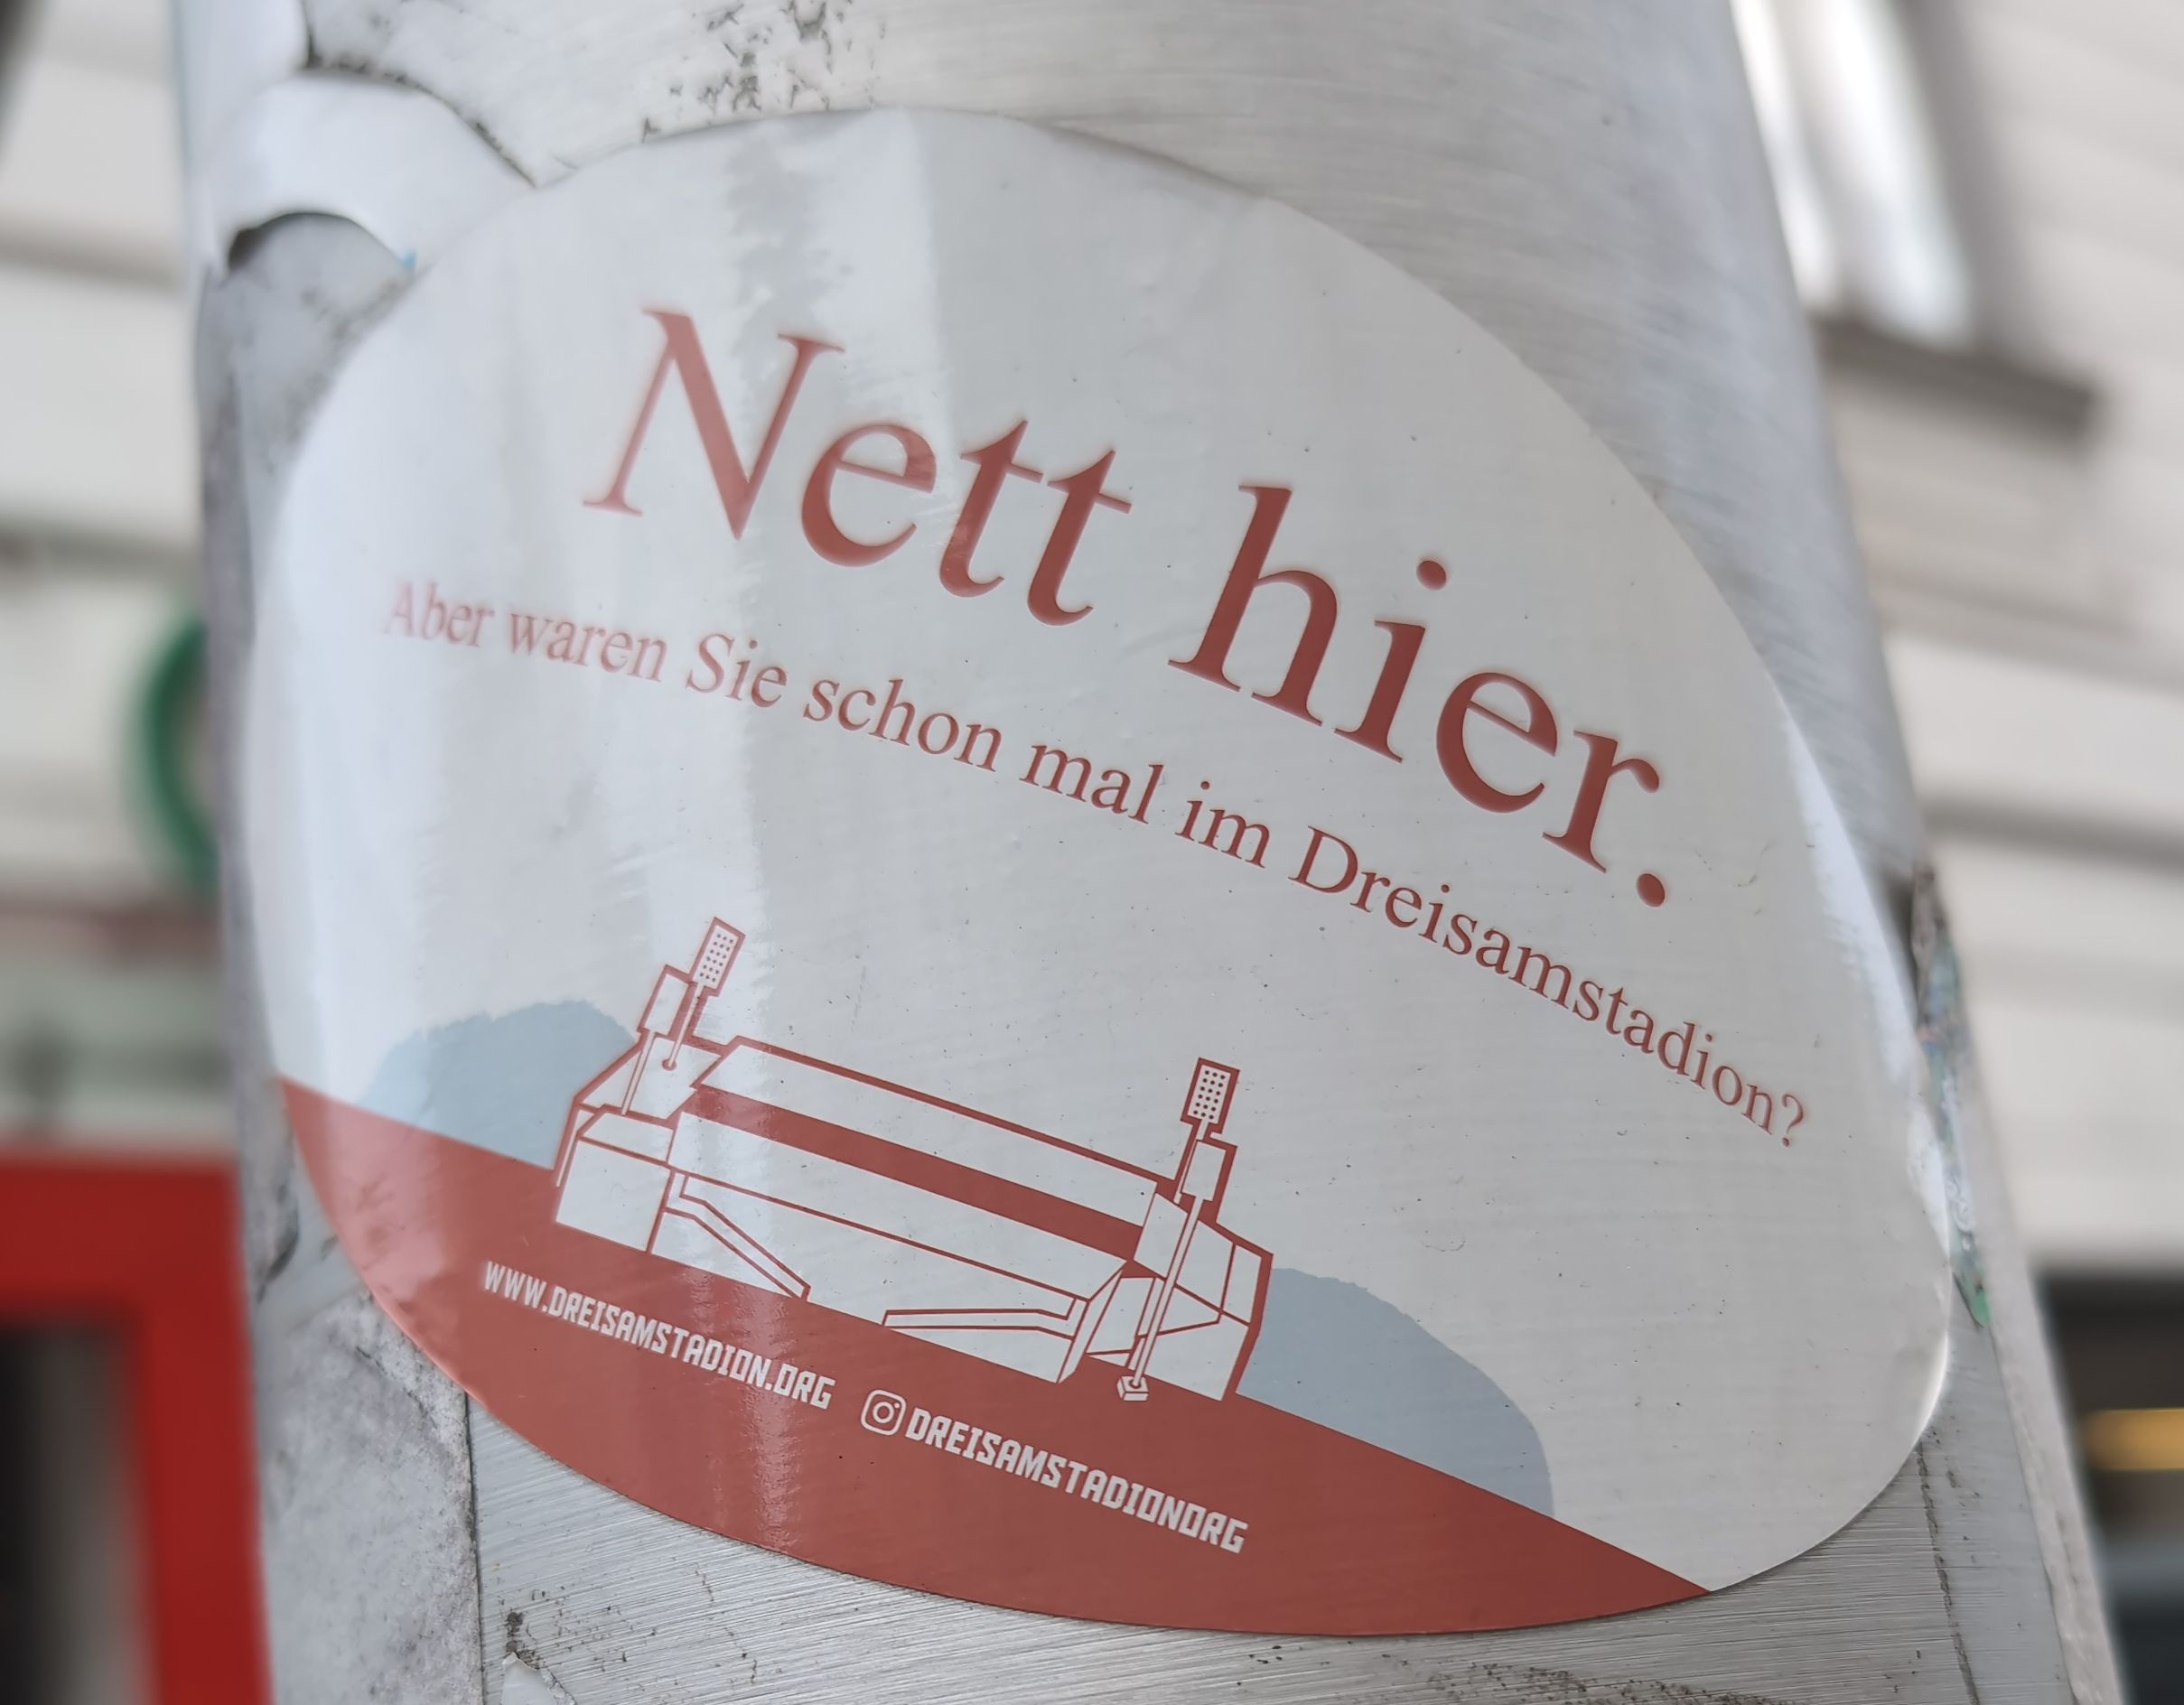 Nett hier.
Aber waren Sie schon mal im Dreisamstadion?
WWW.DREISAMSTADION.ORG DREISAMSTADIONORG